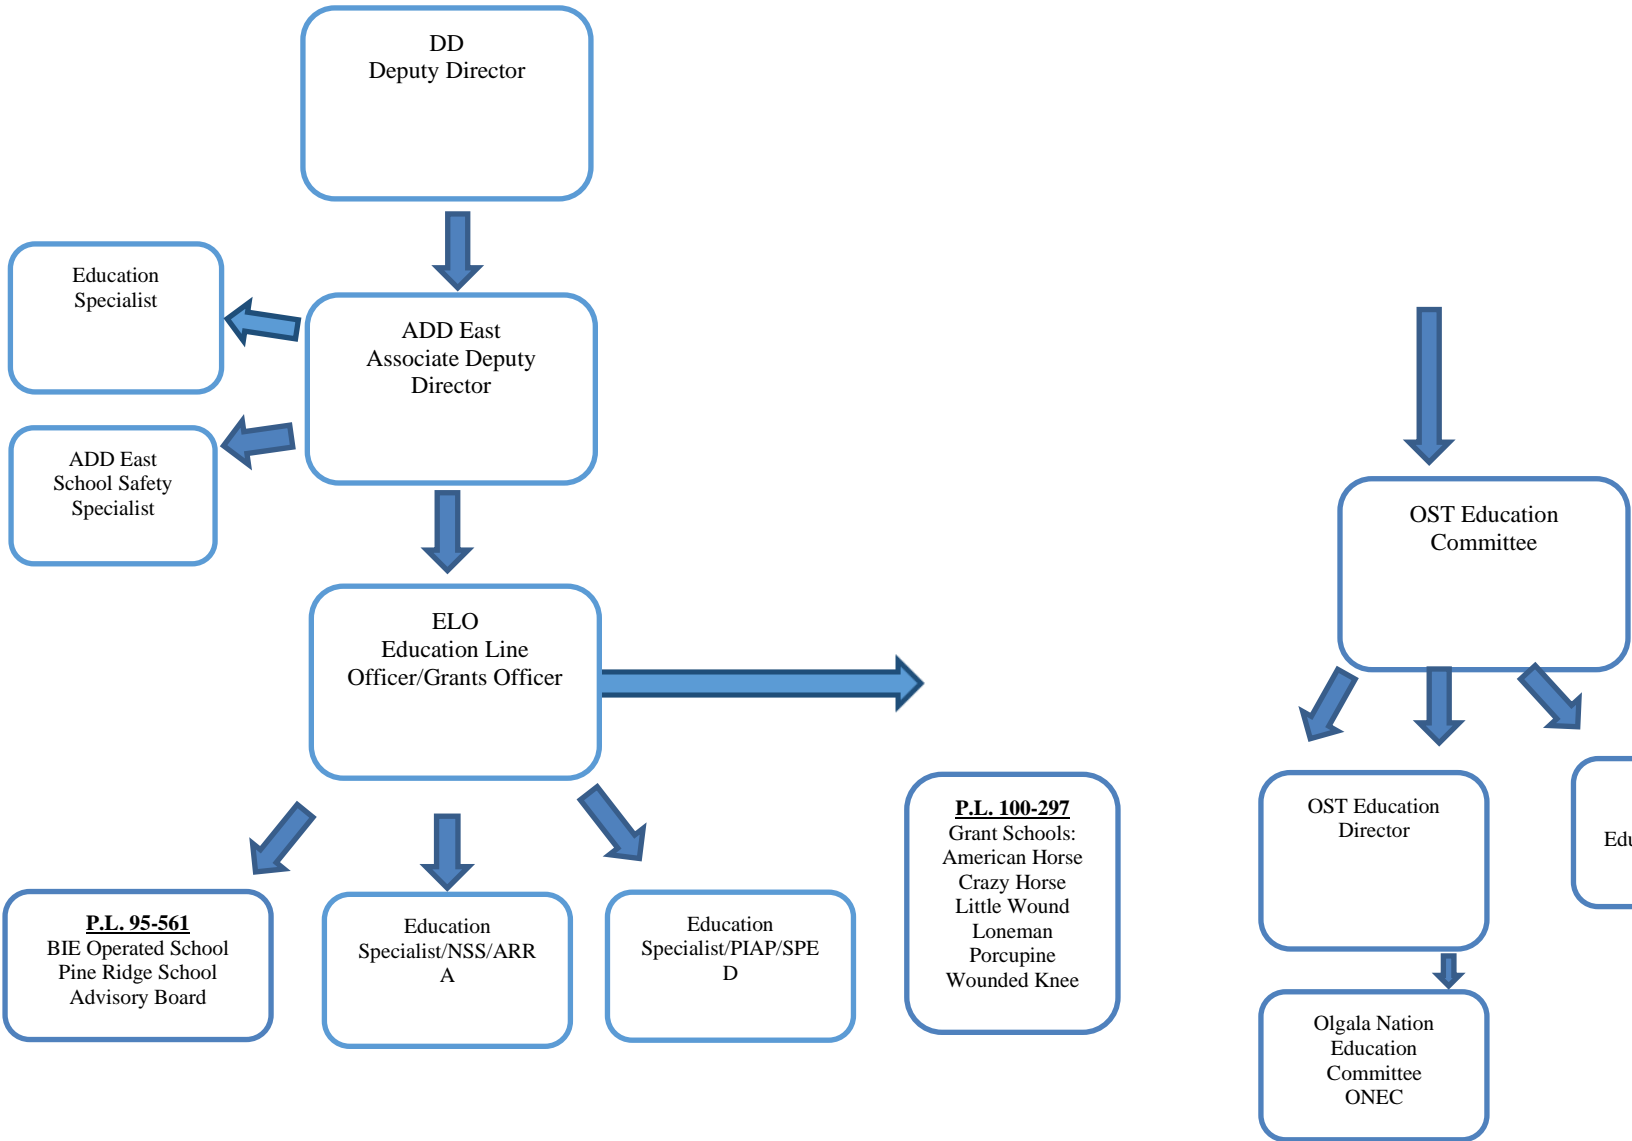 DD
Deputy Director
Education
Specialist
ADD East
Associate Deputy
Director
ADD East
School Safety
Specialist
OST Education
Committee
ELO
Education Line
Officer/Grants Officer
P.L. 100-297
Grant Schools:
American Horse
Crazy Horse
Little Wound
Loneman
Porcupine
Wounded Knee
OST Education
Director
P.L. 95-561
BIE Operated School
Pine Ridge School
Advisory Board
Education
Specialist/NSS/ARR
A
Education
Specialist/PIAP/SPE
D
Olgala Nation
Education
Committee
ONEC